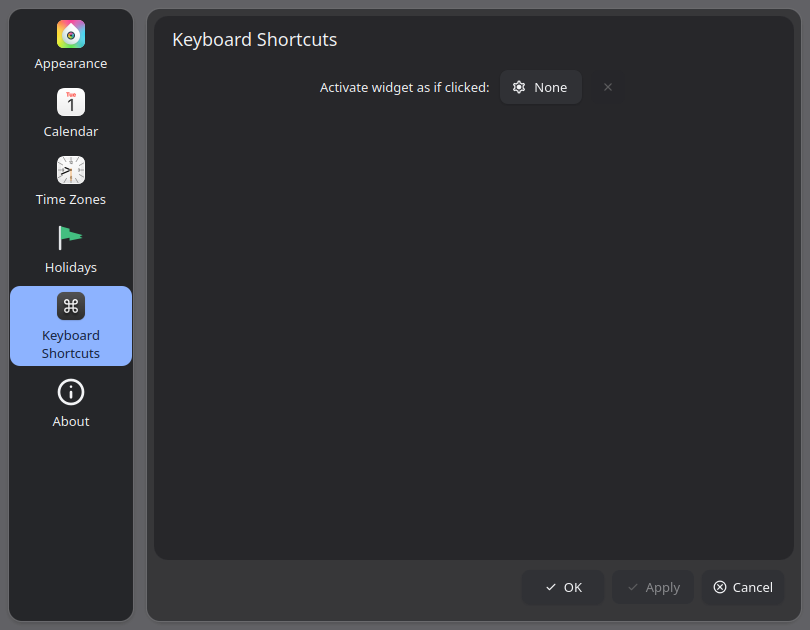 Appearance
Tue
1
Calendar
Time Zones
Holidays
Keyboard
Shortcuts
About
Keyboard Shortcuts
Activate widget as if clicked: None
OK Apply Cancel